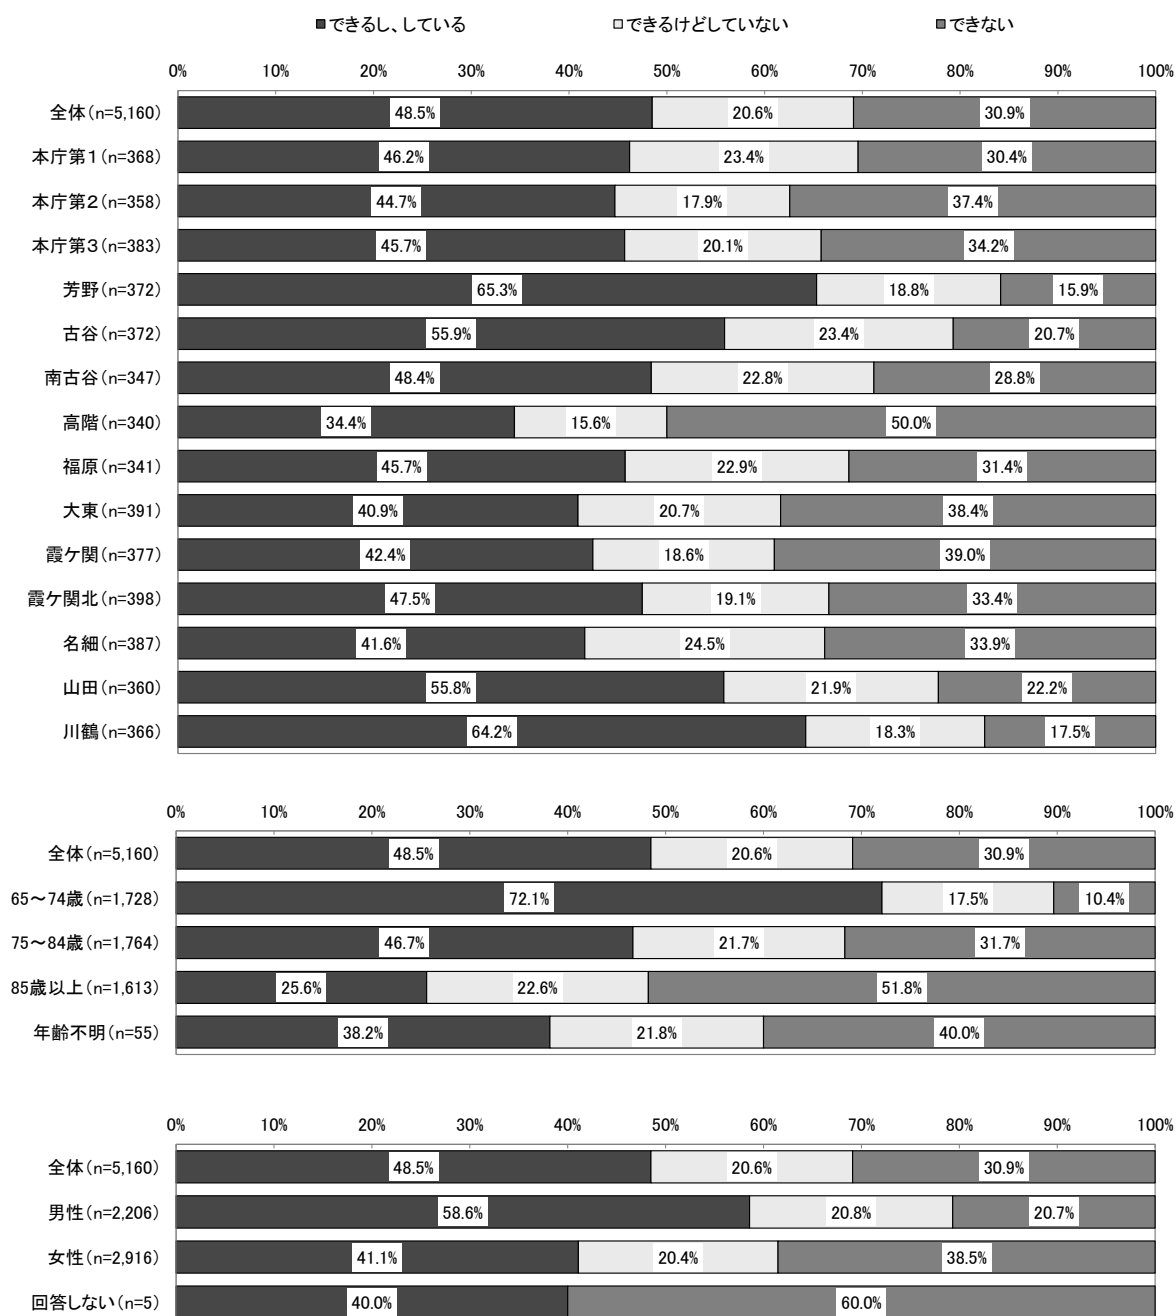 ■できるし、している □できるけどしていない ■できない
0% 10% 20% 30% 40% 50% 60% 70% 80% 90% 100%
全体(n=5,160) 48.5% 20.6% 30.9%
本庁第1(n=368) 46.2% 23.4% 30.4%
本庁第2(n=358) 44.7% 17.9% 37.4%
本庁第3(n=383) 45.7% 20.1% 34.2%
芳野(n=372) 65.3% 18.8% 15.9%
古谷(n=372) 55.9% 23.4% 20.7%
南古谷(n=347) 48.4% 22.8% 28.8%
高階(n=340) 34.4% 15.6% 50.0%
福原(n=341) 45.7% 22.9% 31.4%
大東(n=391) 40.9% 20.7% 38.4%
霞ケ関(n=377) 42.4% 18.6% 39.0%
霞ケ関北(n=398) 47.5% 19.1% 33.4%
名細(n=387) 41.6% 24.5% 33.9%
山田(n=360) 55.8% 21.9% 22.2%
川鶴(n=366) 64.2% 18.3% 17.5%
0% 10% 20% 30% 40% 50% 60% 70% 80% 90% 100%
全体(n=5,160) 48.5% 20.6% 30.9%
65~74歳(n=1,728) 72.1% 17.5% 10.4%
75~84歳(n=1,764) 46.7% 21.7% 31.7%
85歳以上(n=1,613) 25.6% 22.6% 51.8%
年齢不明(n=55) 38.2% 21.8% 40.0%
0% 10% 20% 30% 40% 50% 60% 70% 80% 90% 100%
全体(n=5,160) 48.5% 20.6% 30.9%
男性(n=2,206) 58.6% 20.8% 20.7%
女性(n=2,916) 41.1% 20.4% 38.5%
回答しない(n=5) 40.0% 60.0%